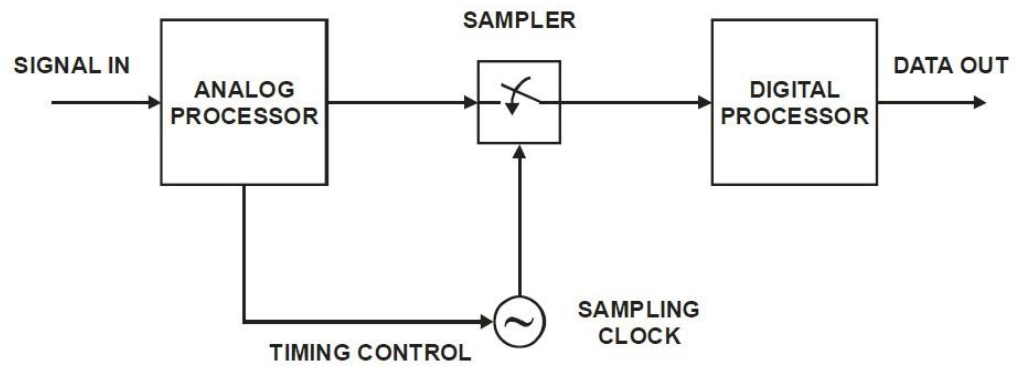 SAMPLER
SIGNAL IN
ANALOG
PROCESSOR
DIGITAL
PROCESSOR
DATA OUT
SAMPLING
CLOCK
TIMING CONTROL